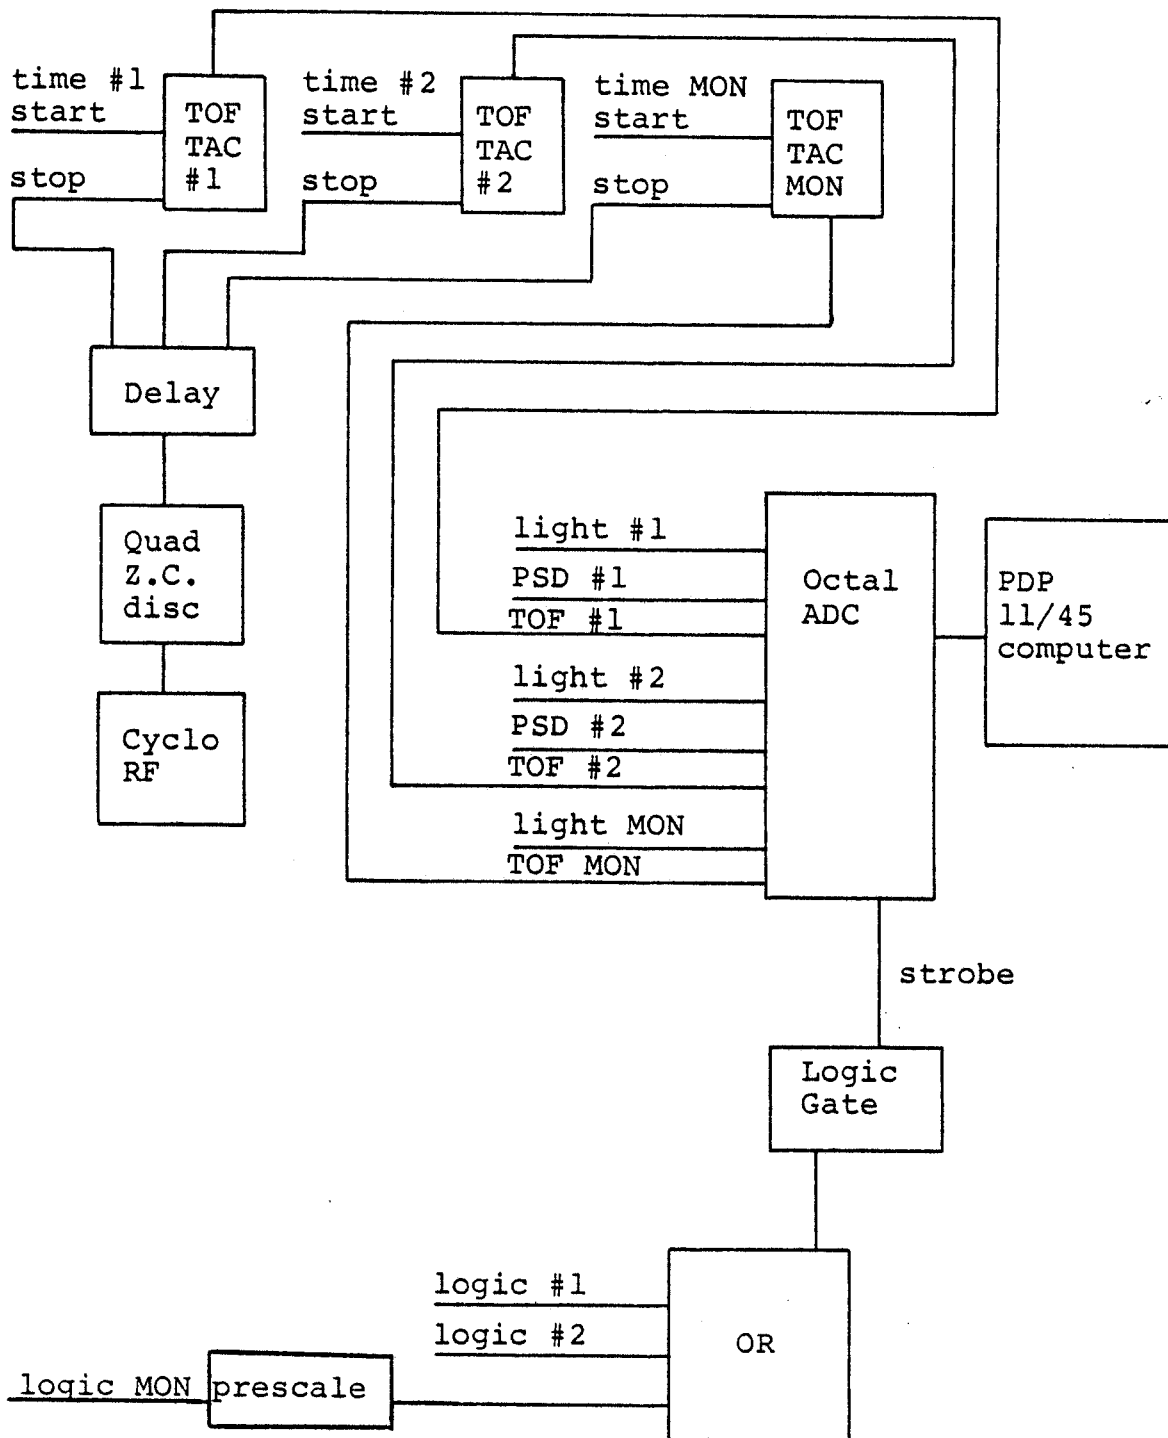 time #1
start
stop
TOF
TAC
#1
time #2
start
stop
TOF
TAC
#2
time MON
start
stop
TOF
TAC
MON
Delay
Quad
Z.C.
disc
Cyclo
RF
light #1
PSD #1
TOF #1
light #2
PSD #2
TOF #2
light MON
TOF MON
Octal
ADC
PDP
11/45
computer
strobe
Logic
Gate
logic #1
logic #2
logic MON
prescale
OR